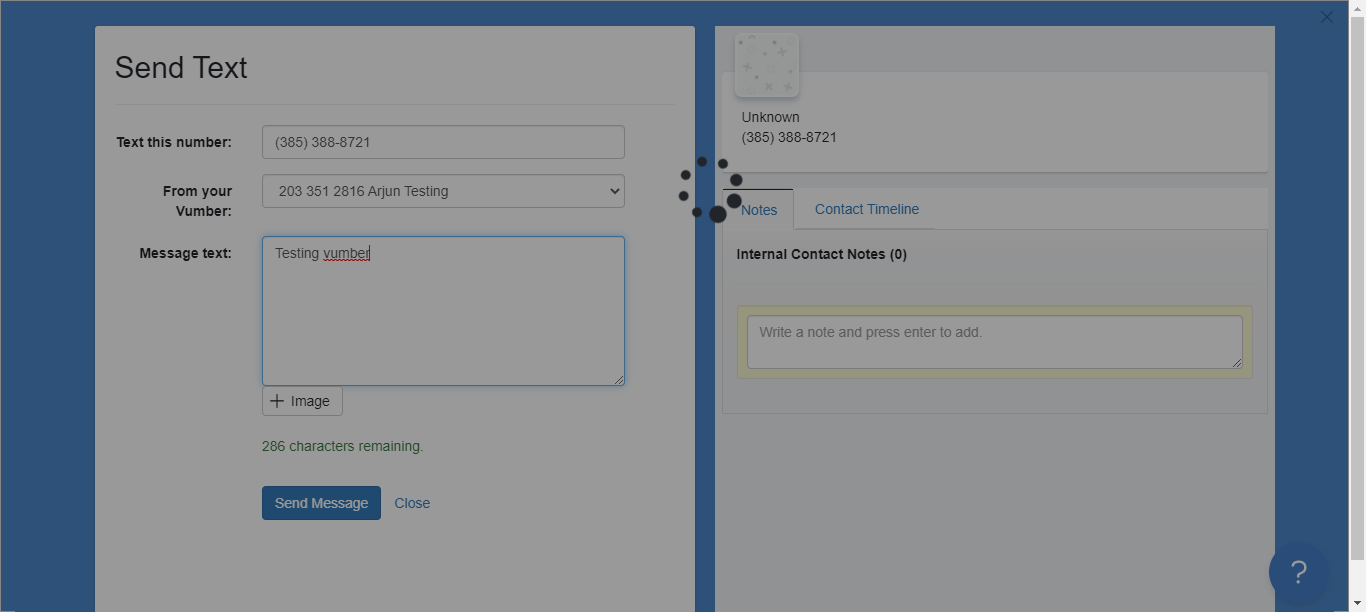 Send Text
Text this number:
(385) 388-8721
From your
Vumber:
203 351 2816 Arjun Testing
Message text:
Testing vumber
Image
286 characters remaining.
Send Message
Close
Unknown
(385) 388-8721
Notes
Contact Timeline
Internal Contact Notes (0)
Write a note and press enter to add.
?